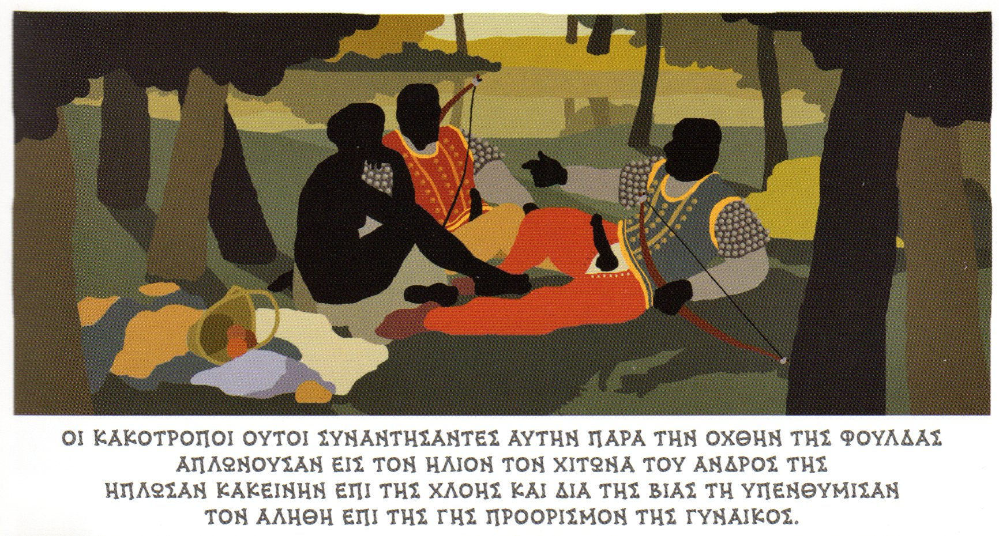 ΟΙ ΚΑΚΟΤΡΟΠΟΙ ΟΥΤΟΙ ΣΥΝΑΝΤΗΣΑΝΤΕΣ ΑΥΤΗΝ ΠΑΡΑ ΤΗΝ ΟΧΘΗΝ ΤΗΣ ΦΟΥΛΔΑΣ
ΑΠΛΩΝΟΥΣΑΝ ΕΙΣ ΤΟΝ ΗΛΙΟΝ ΤΟΝ ΧΙΤΩΝΑ ΤΟΥ ΑΝΔΡΟΣ ΤΗΣ
ΗΠΛΩΣΑΝ ΚΑΚΕΙΝΗΝ ΕΠΙ ΤΗΣ ΧΛΟΗΣ ΚΑΙ ΔΙΑ ΤΗΣ ΒΙΑΣ ΤΗ ΥΠΕΝΘΥΜΙΣΑΝ
ΤΟΝ ΑΛΗΘΗ ΕΠΙ ΤΗΣ ΓΗΣ ΠΡΟΟΡΙΣΜΟΝ ΤΗΣ ΓΥΝΑΙΚΟΣ.